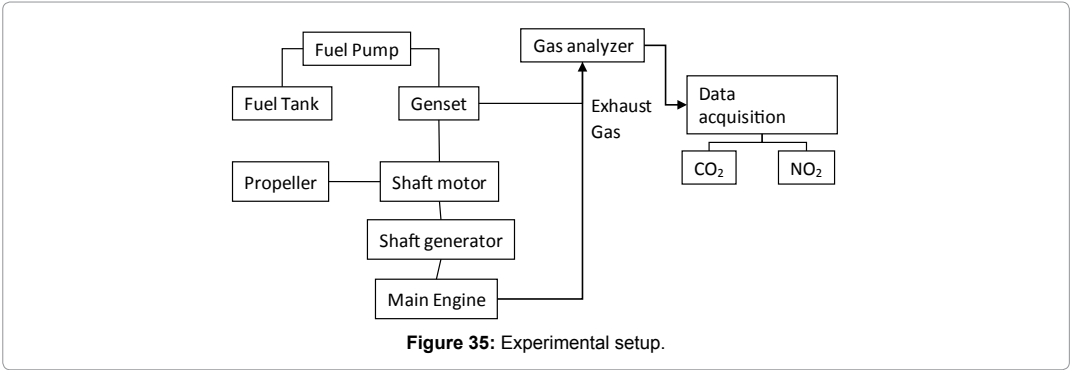 Fuel Pump
Gas analyzer
Fuel Tank
Genset
Exhaust
Gas
Data
acquisition
CO₂
NO₂
Propeller
Shaft motor
Shaft generator
Main Engine
Figure 35: Experimental setup.